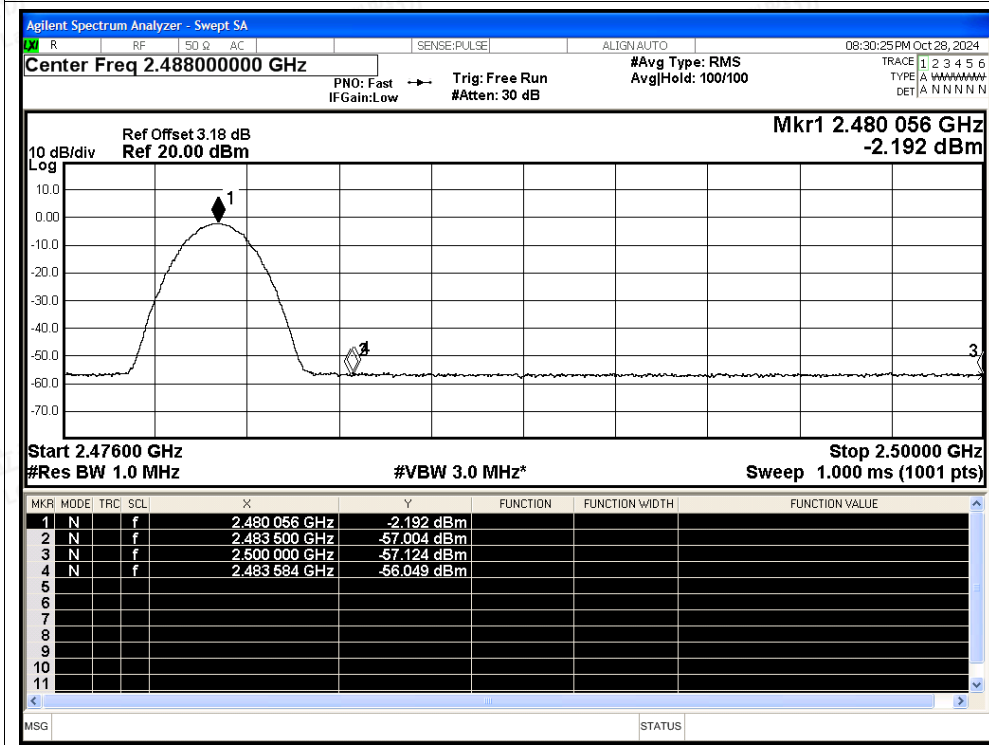 Agilent Spectrum Analyzer - Swept SA
LXI R RF 50 Ω AC SENSE:PULSE ALIGN AUTO 08:30:25 PM Oct 28, 2024
Center Freq 2.488000000 GHz
PNO: Fast
IFGain:Low
Trig: Free Run
#Atten: 30 dB
#Avg Type: RMS
Avg|Hold: 100/100
TRACE 1 2 3 4 5 6
TYPE A WWWWW
DET A N N N N N
Mkr1 2.480 056 GHz
-2.192 dBm
Ref Offset 3.18 dB
10 dB/div Ref 20.00 dBm
Log
10.0
0.00
-10.0
-20.0
-30.0
-40.0
-50.0
-60.0
-70.0
1
2 4
3
Start 2.47600 GHz Stop 2.50000 GHz
#Res BW 1.0 MHz #VBW 3.0 MHz* Sweep 1.000 ms (1001 pts)
MKR MODE TRC SCL X Y FUNCTION FUNCTION WIDTH FUNCTION VALUE
1 N f 2.480 056 GHz -2.192 dBm
2 N f 2.483 500 GHz -57.004 dBm
3 N f 2.500 000 GHz -57.124 dBm
4 N f 2.483 584 GHz -56.049 dBm
5
6
7
8
9
10
11
MSG STATUS